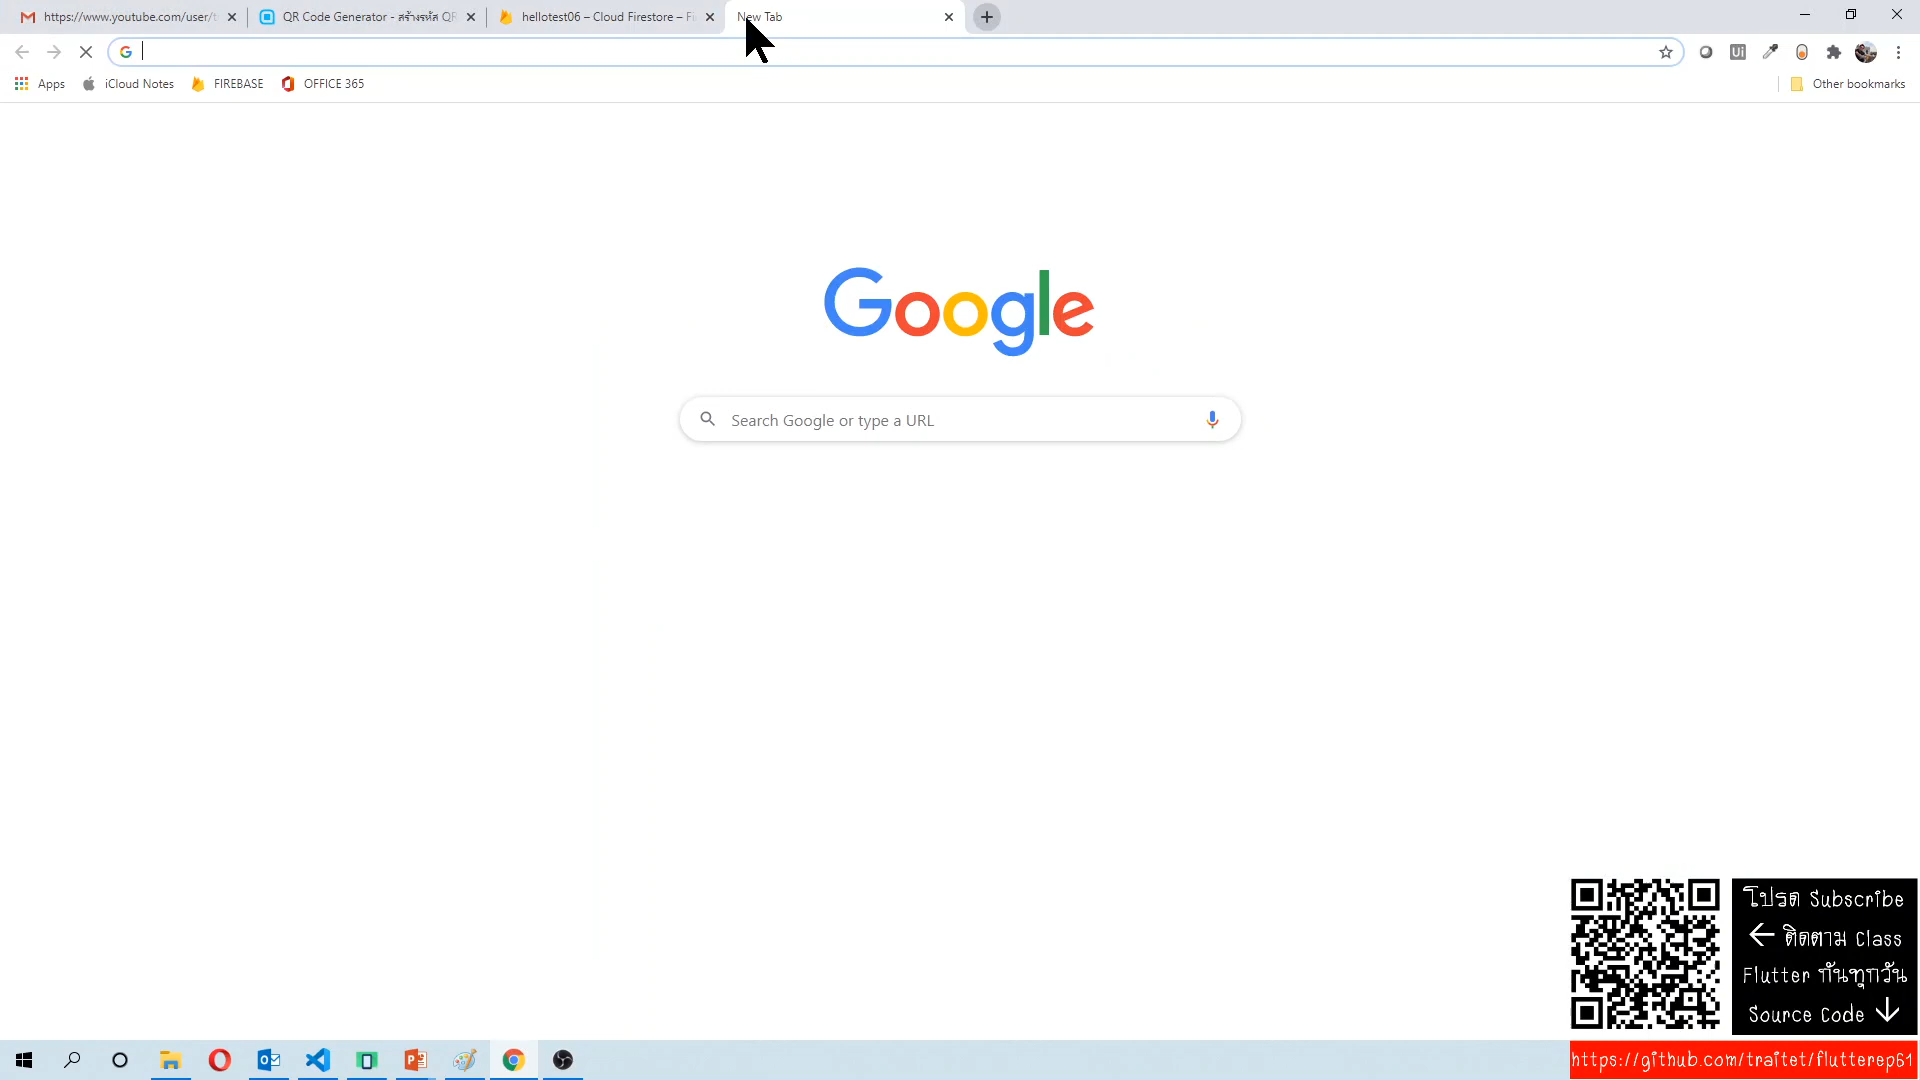 https://www.youtube.com/user/t
QR Code Generator - สร้างรหัส QR
hellotest06 – Cloud Firestore – Fi
New Tab
Apps
iCloud Notes
FIREBASE
OFFICE 365
Other bookmarks
Google
Search Google or type a URL
โปรด Subscribe
← ติดตาม Class
Flutter กันทุกวัน
Source Code ↓
https://github.com/traitet/flutterep61